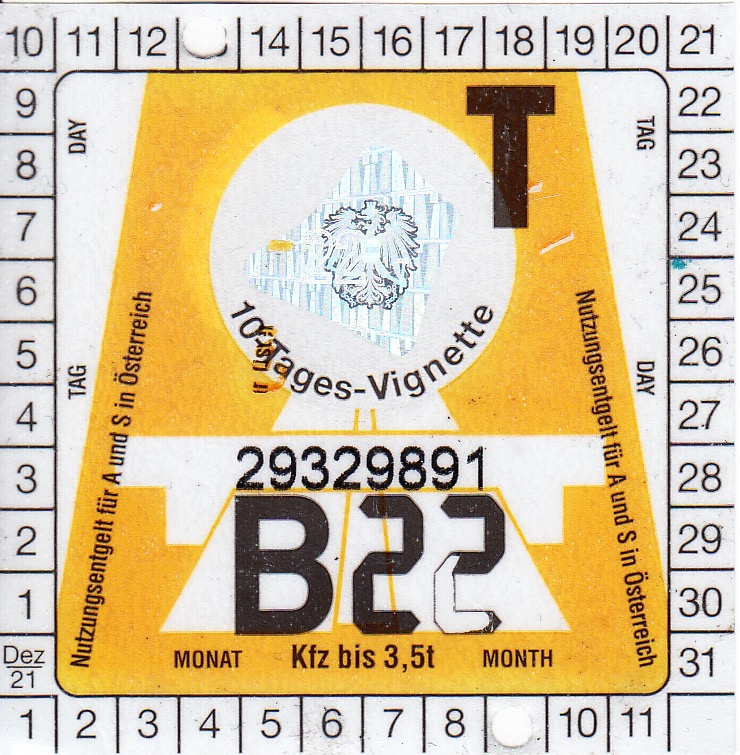 10 11 12 14 15 16 17 18 19 20 21
9 22
8 23
7 24
6 25
5 26
4 27
3 28
2 29
1 30
Dez
21
31
1 2 3 4 5 6 7 8 10 11
DAY
TAG
T
10-Tages-Vignette
TAG
DAY
Nutzungsentgelt für A und S in Österreich
Nutzungsentgelt für A und S in Österreich
29329891
B22
MONAT Kfz bis 3,5t MONTH